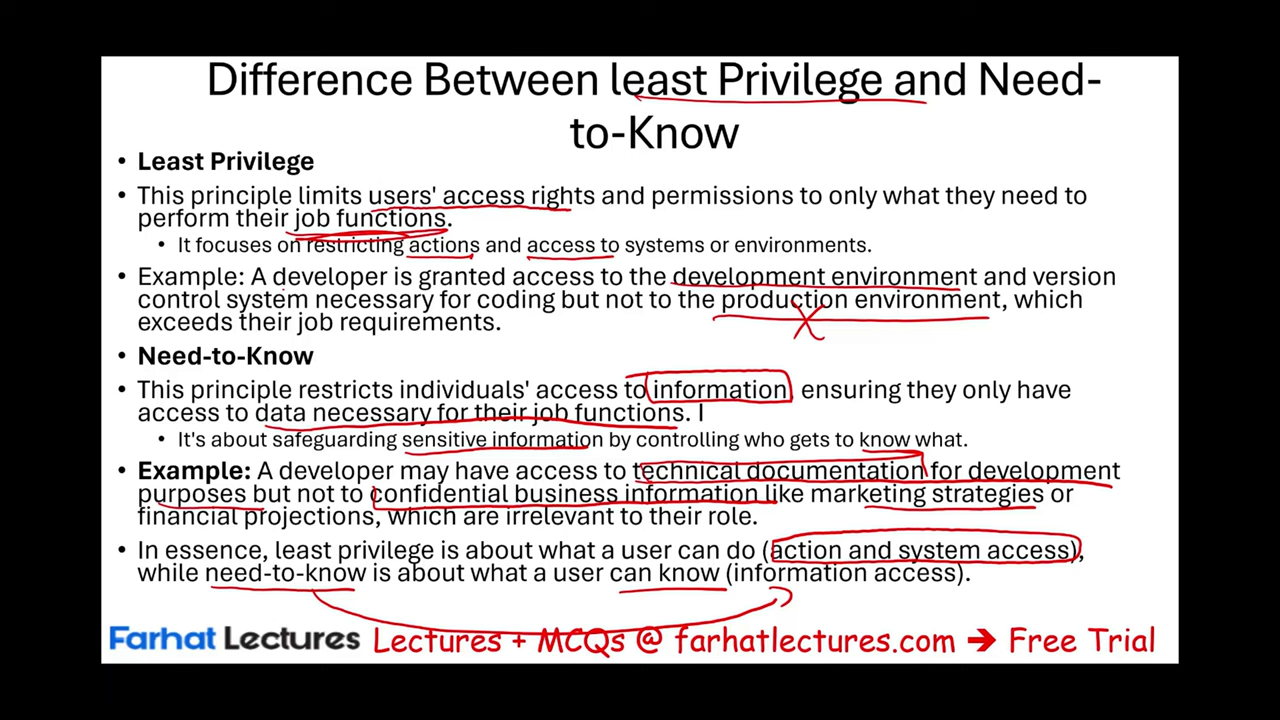 Difference Between least Privilege and Need-
to-Know
• Least Privilege
• This principle limits users' access rights and permissions to only what they need to
perform their job functions.
• It focuses on restricting actions and access to systems or environments.
• Example: A developer is granted access to the development environment and version
control system necessary for coding but not to the production environment, which
exceeds their job requirements.
• Need-to-Know
• This principle restricts individuals' access to information, ensuring they only have
access to data necessary for their job functions. I
• It's about safeguarding sensitive information by controlling who gets to know what.
• Example: A developer may have access to technical documentation for development
purposes but not to confidential business information like marketing strategies or
financial projections, which are irrelevant to their role.
• In essence, least privilege is about what a user can do (action and system access),
while need-to-know is about what a user can know (information access).
Farhat Lectures Lectures + MCQs @ farhatlectures.com → Free Trial